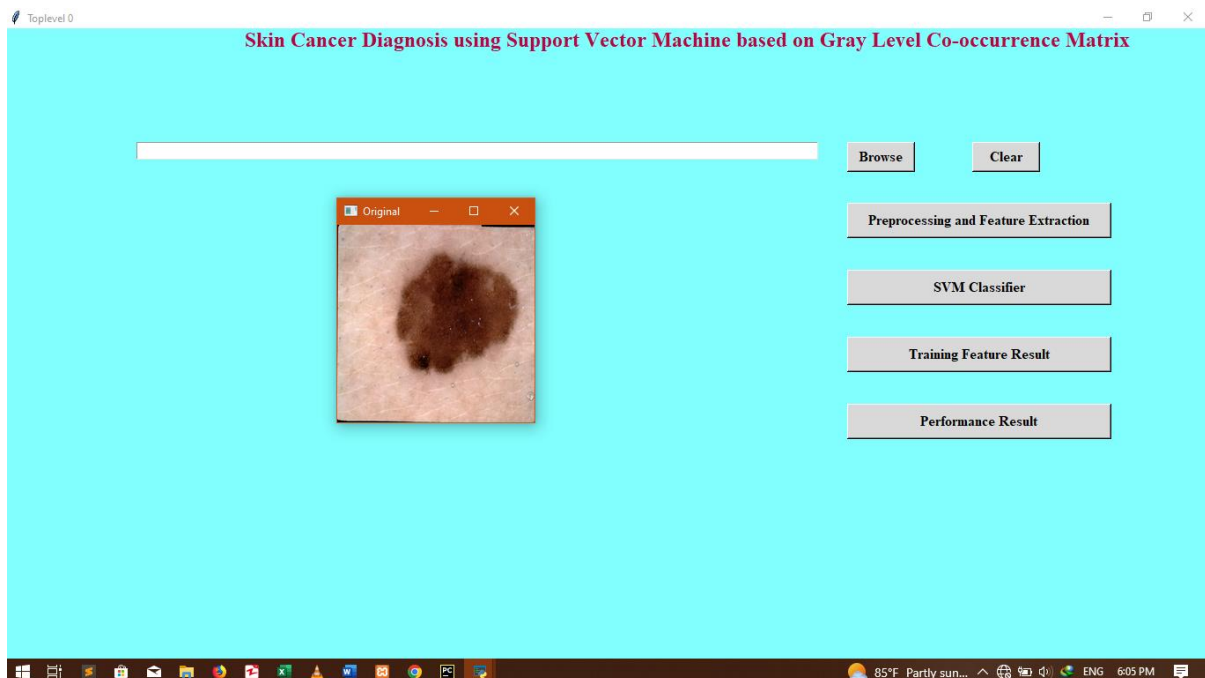 Toplevel 0
Skin Cancer Diagnosis using Support Vector Machine based on Gray Level Co-occurrence Matrix
Browse Clear
Original
Preprocessing and Feature Extraction
SVM Classifier
Training Feature Result
Performance Result
85°F Partly sun... ENG 6:05 PM